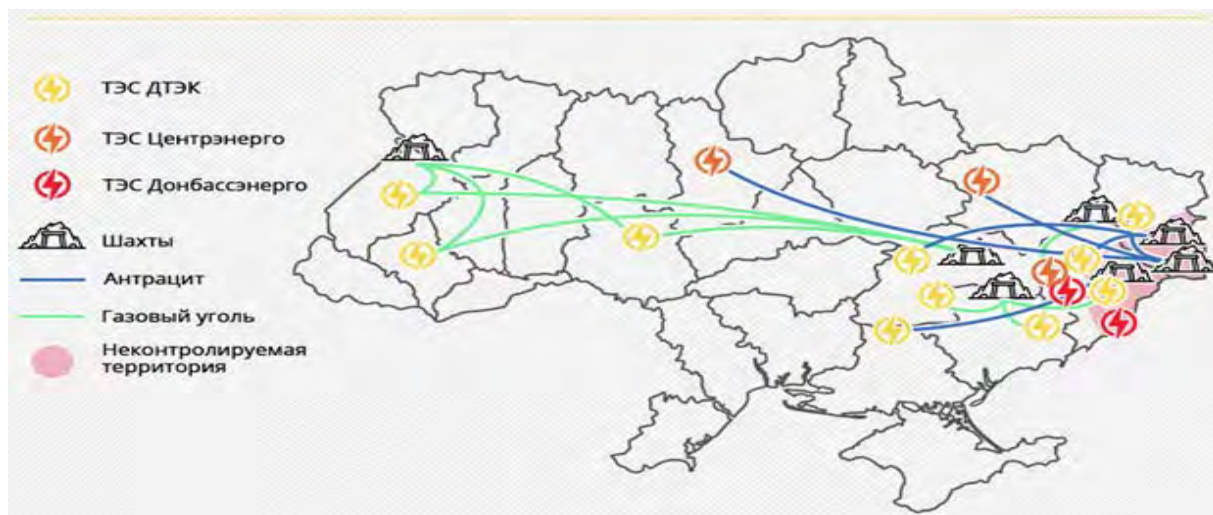 ТЭС ДТЭК
ТЭС Центрэнерго
ТЭС Донбассэнерго
Шахты
Антрацит
Газовый уголь
Неконтролируемая
территория